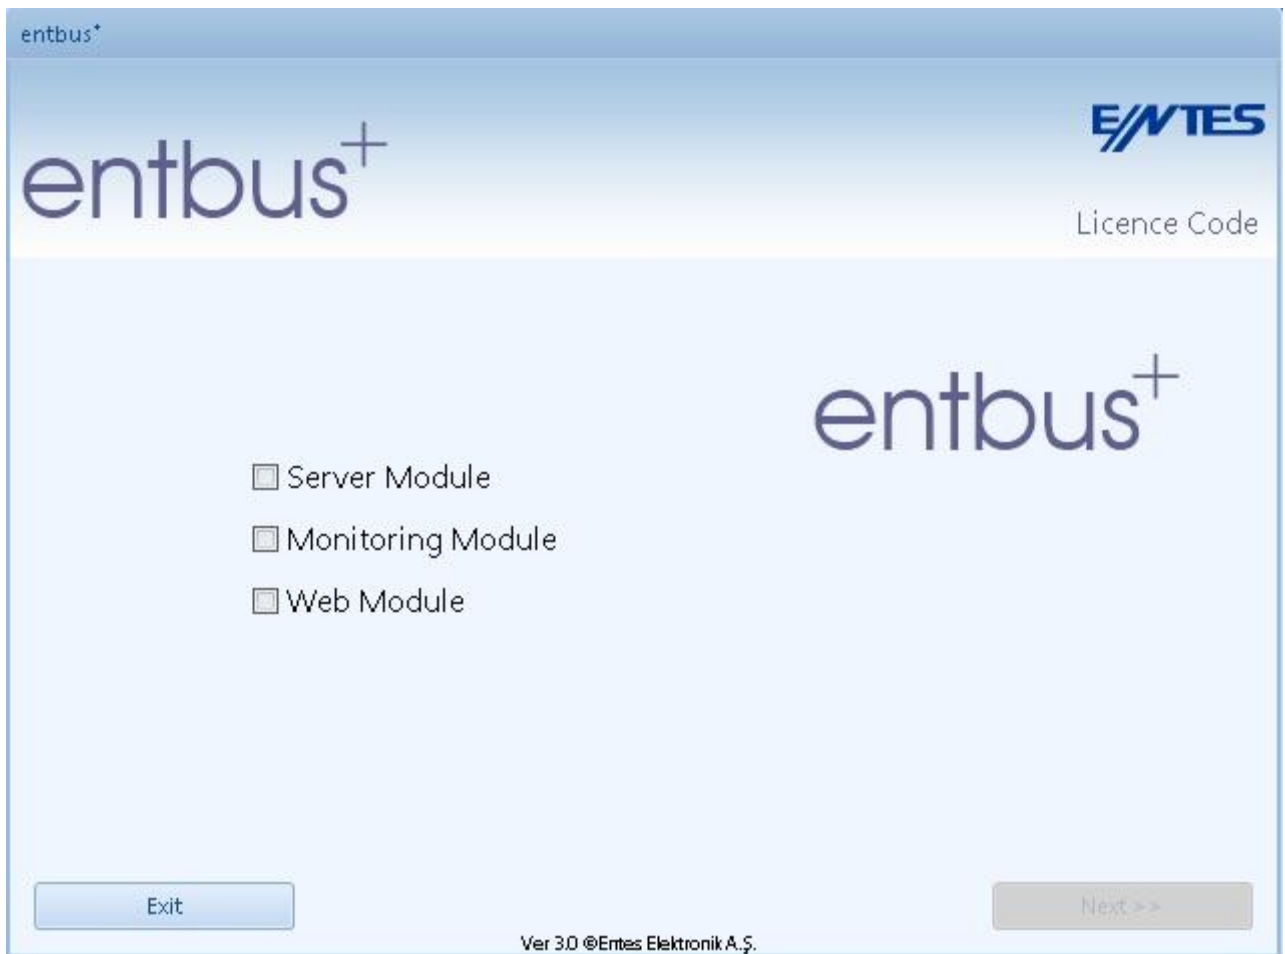 entbus+
ENTES
entbus+
Licence Code
entbus+
Server Module
Monitoring Module
Web Module
Exit
Next >>
Ver 3.0 ©Entes Elektronik A.Ş.